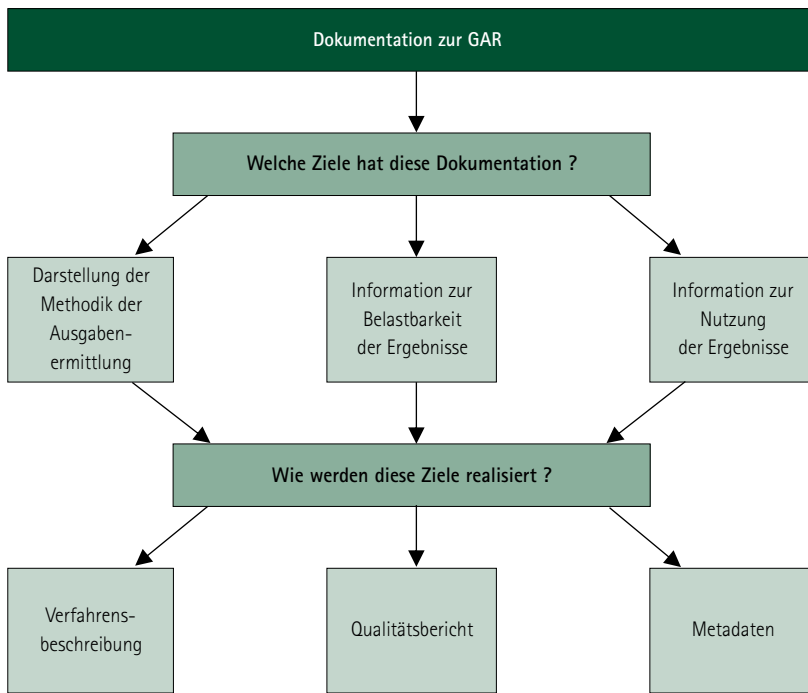 Dokumentation zur GAR
Welche Ziele hat diese Dokumentation ?
Darstellung der
Methodik der
Ausgaben-
ermittlung
Information zur
Belastbarkeit
der Ergebnisse
Information zur
Nutzung
der Ergebnisse
Wie werden diese Ziele realisiert ?
Verfahrens-
beschreibung
Qualitätsbericht
Metadaten